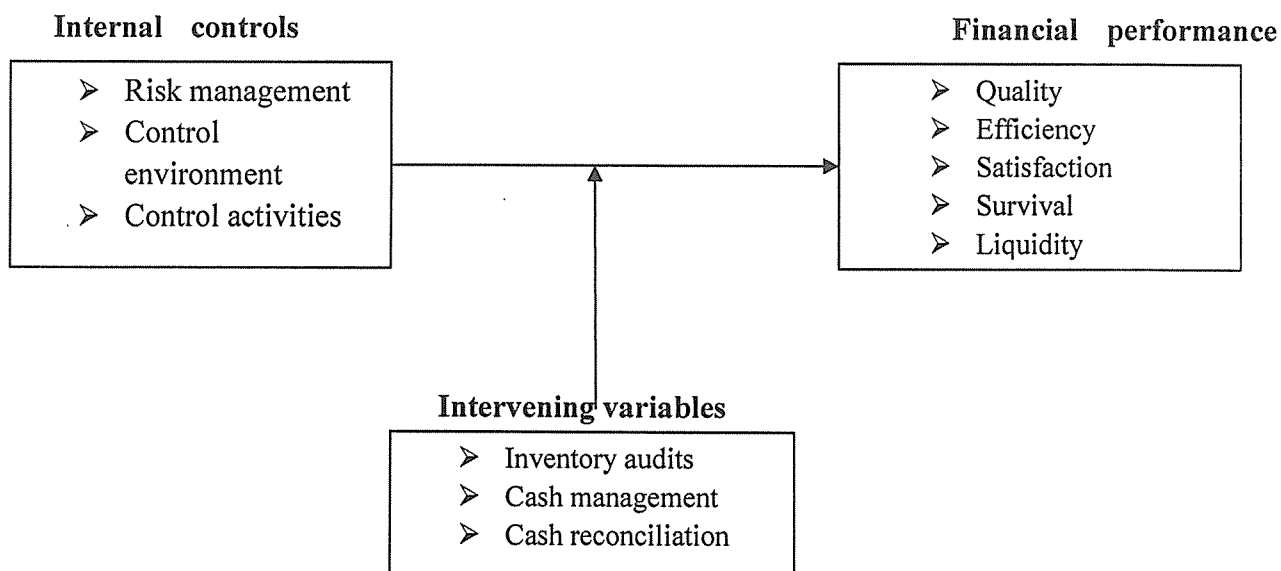 Internal controls
➢ Risk management
➢ Control
environment
➢ Control activities
Financial performance
➢ Quality
➢ Efficiency
➢ Satisfaction
➢ Survival
➢ Liquidity
Intervening variables
➢ Inventory audits
➢ Cash management
➢ Cash reconciliation